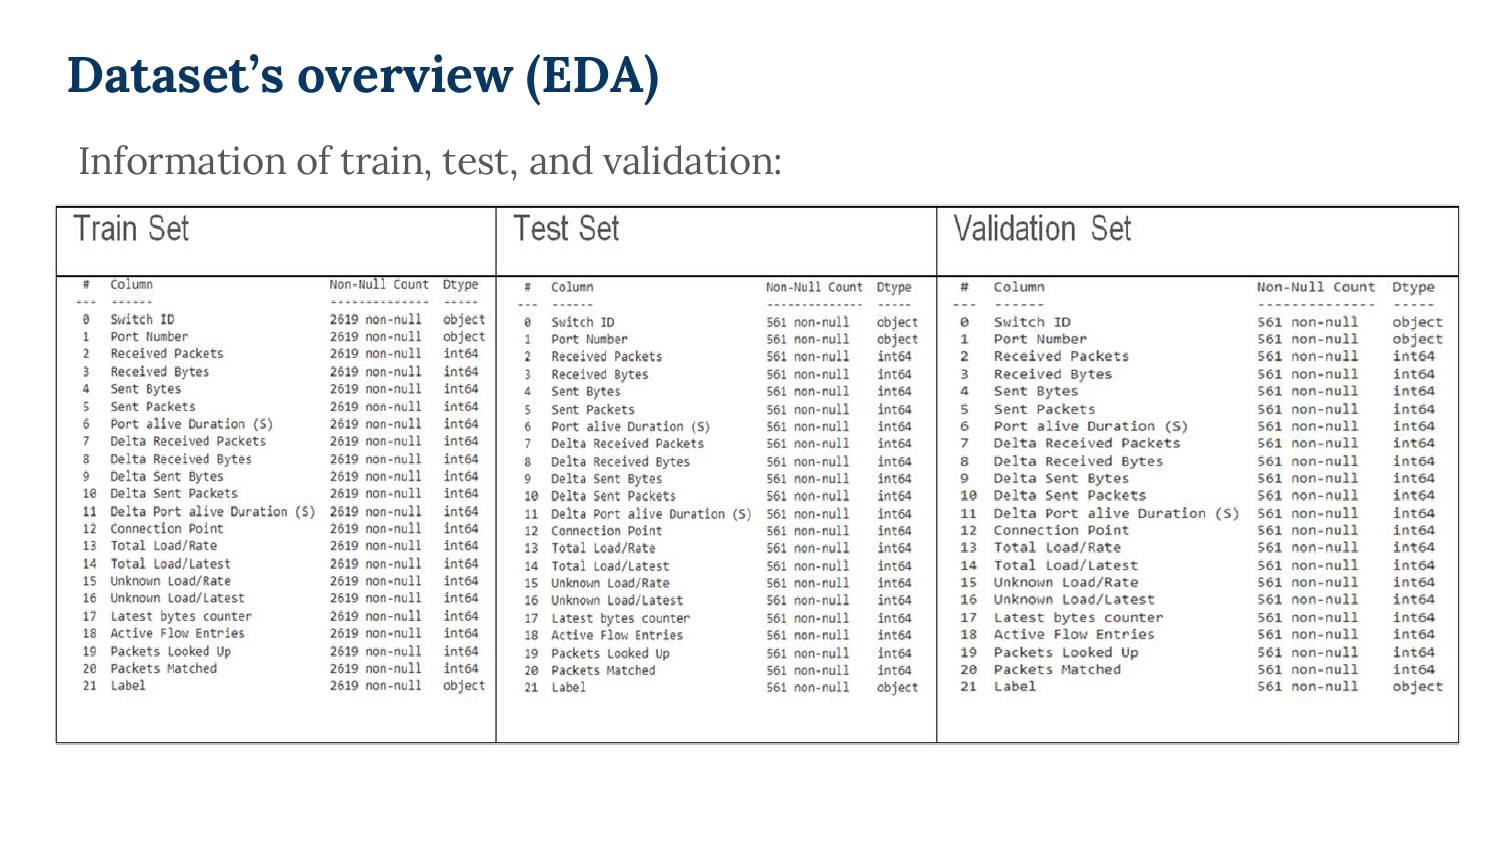 Dataset’s overview (EDA)
Information of train, test, and validation:
Train Set
# Column Non-Null Count Dtype
--- ------ -------------- -----
0 Switch ID 2619 non-null object
1 Port Number 2619 non-null object
2 Received Packets 2619 non-null int64
3 Received Bytes 2619 non-null int64
4 Sent Bytes 2619 non-null int64
5 Sent Packets 2619 non-null int64
6 Port alive Duration (S) 2619 non-null int64
7 Delta Received Packets 2619 non-null int64
8 Delta Received Bytes 2619 non-null int64
9 Delta Sent Bytes 2619 non-null int64
10 Delta Sent Packets 2619 non-null int64
11 Delta Port alive Duration (S) 2619 non-null int64
12 Connection Point 2619 non-null int64
13 Total Load/Rate 2619 non-null int64
14 Total Load/Latest 2619 non-null int64
15 Unknown Load/Rate 2619 non-null int64
16 Unknown Load/Latest 2619 non-null int64
17 Latest bytes counter 2619 non-null int64
18 Active Flow Entries 2619 non-null int64
19 Packets Looked Up 2619 non-null int64
20 Packets Matched 2619 non-null int64
21 Label 2619 non-null object
Test Set
# Column Non-Null Count Dtype
--- ------ -------------- -----
0 Switch ID 561 non-null object
1 Port Number 561 non-null object
2 Received Packets 561 non-null int64
3 Received Bytes 561 non-null int64
4 Sent Bytes 561 non-null int64
5 Sent Packets 561 non-null int64
6 Port alive Duration (S) 561 non-null int64
7 Delta Received Packets 561 non-null int64
8 Delta Received Bytes 561 non-null int64
9 Delta Sent Bytes 561 non-null int64
10 Delta Sent Packets 561 non-null int64
11 Delta Port alive Duration (S) 561 non-null int64
12 Connection Point 561 non-null int64
13 Total Load/Rate 561 non-null int64
14 Total Load/Latest 561 non-null int64
15 Unknown Load/Rate 561 non-null int64
16 Unknown Load/Latest 561 non-null int64
17 Latest bytes counter 561 non-null int64
18 Active Flow Entries 561 non-null int64
19 Packets Looked Up 561 non-null int64
20 Packets Matched 561 non-null int64
21 Label 561 non-null object
Validation Set
# Column Non-Null Count Dtype
--- ------ -------------- -----
0 Switch ID 561 non-null object
1 Port Number 561 non-null object
2 Received Packets 561 non-null int64
3 Received Bytes 561 non-null int64
4 Sent Bytes 561 non-null int64
5 Sent Packets 561 non-null int64
6 Port alive Duration (S) 561 non-null int64
7 Delta Received Packets 561 non-null int64
8 Delta Received Bytes 561 non-null int64
9 Delta Sent Bytes 561 non-null int64
10 Delta Sent Packets 561 non-null int64
11 Delta Port alive Duration (S) 561 non-null int64
12 Connection Point 561 non-null int64
13 Total Load/Rate 561 non-null int64
14 Total Load/Latest 561 non-null int64
15 Unknown Load/Rate 561 non-null int64
16 Unknown Load/Latest 561 non-null int64
17 Latest bytes counter 561 non-null int64
18 Active Flow Entries 561 non-null int64
19 Packets Looked Up 561 non-null int64
20 Packets Matched 561 non-null int64
21 Label 561 non-null object